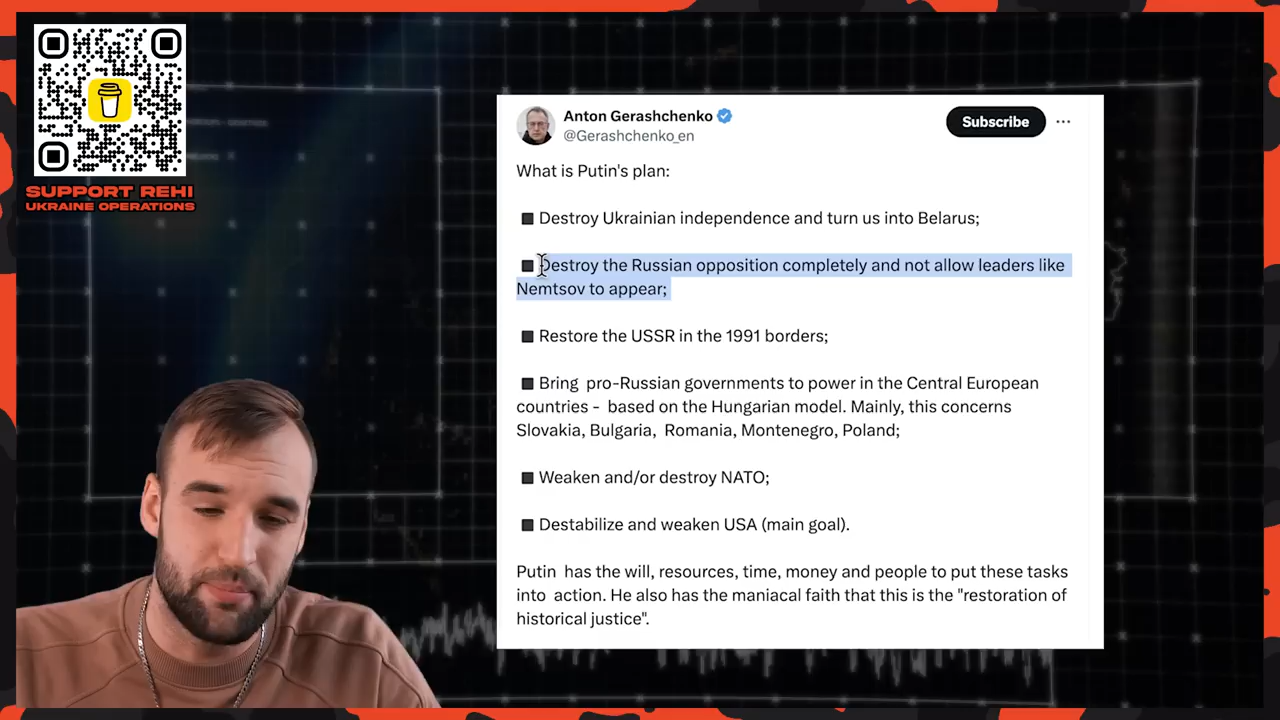 SUPPORT REHI
UKRAINE OPERATIONS
Anton Gerashchenko
@Gerashchenko_en
Subscribe
What is Putin's plan:
◼ Destroy Ukrainian independence and turn us into Belarus;
◼ Destroy the Russian opposition completely and not allow leaders like
Nemtsov to appear;
◼ Restore the USSR in the 1991 borders;
◼ Bring pro-Russian governments to power in the Central European
countries - based on the Hungarian model. Mainly, this concerns
Slovakia, Bulgaria, Romania, Montenegro, Poland;
◼ Weaken and/or destroy NATO;
◼ Destabilize and weaken USA (main goal).
Putin has the will, resources, time, money and people to put these tasks
into action. He also has the maniacal faith that this is the "restoration of
historical justice".